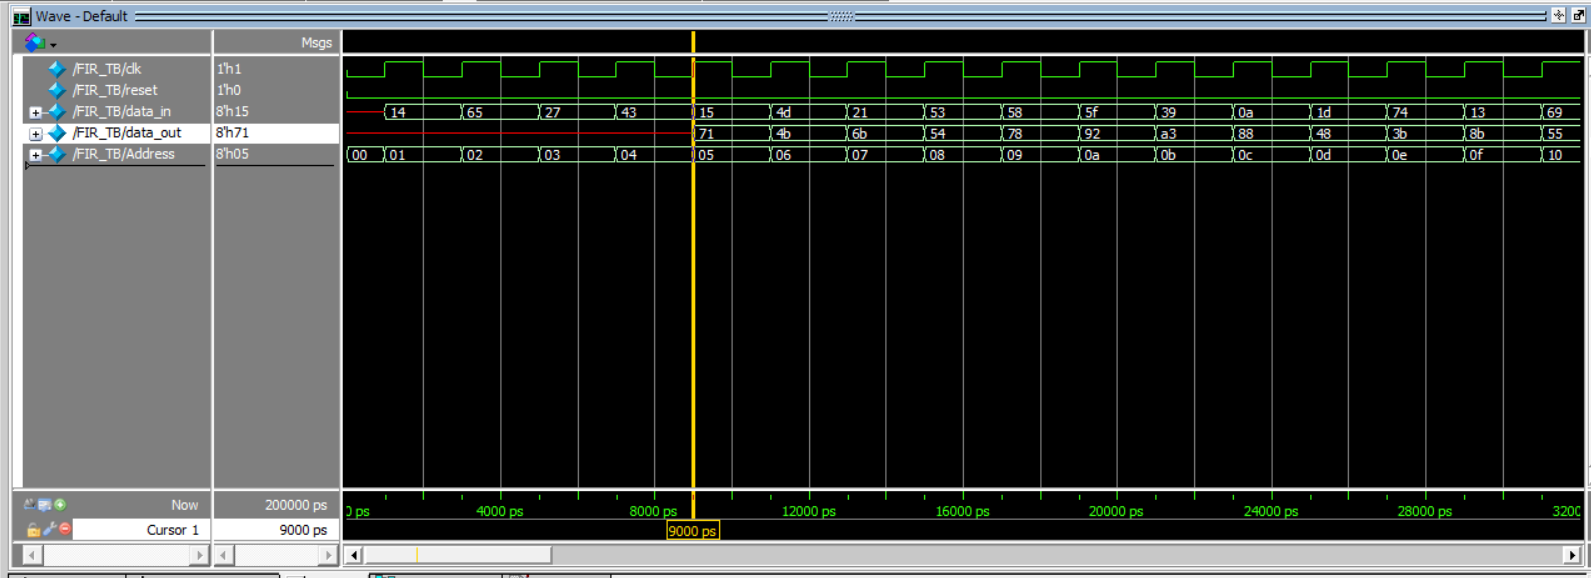 Wave - Default
Msgs
/FIR_TB/clk 1'h1
/FIR_TB/reset 1'h0
/FIR_TB/data_in 8'h15 14 65 27 43 15 4d 21 53 58 5f 39 0a 1d 74 13 69
/FIR_TB/data_out 8'h71 71 4b 6b 54 78 92 a3 88 48 3b 8b 55
/FIR_TB/Address 8'h05 00 01 02 03 04 05 06 07 08 09 0a 0b 0c 0d 0e 0f 10
Now 200000 ps ps 4000 ps 8000 ps 12000 ps 16000 ps 20000 ps 24000 ps 28000 ps 3200
Cursor 1 9000 ps 9000 ps